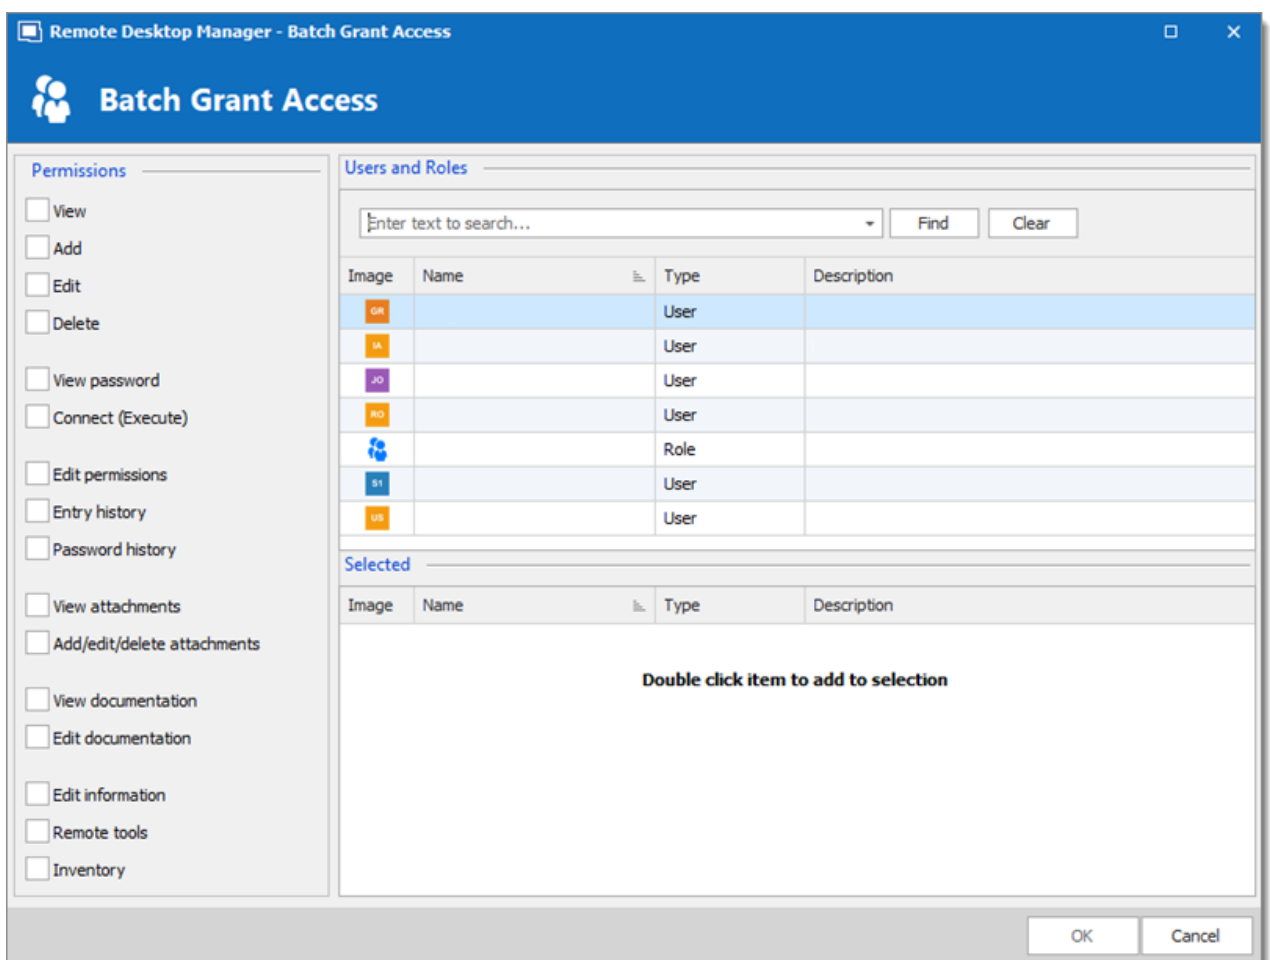 Remote Desktop Manager - Batch Grant Access
Batch Grant Access
Permissions
View
Add
Edit
Delete
View password
Connect (Execute)
Edit permissions
Entry history
Password history
View attachments
Add/edit/delete attachments
View documentation
Edit documentation
Edit information
Remote tools
Inventory
Users and Roles
Enter text to search... Find Clear
Image Name Type Description
GR User
IA User
JO User
RO User
Role
S1 User
US User
Selected
Image Name Type Description
Double click item to add to selection
OK Cancel